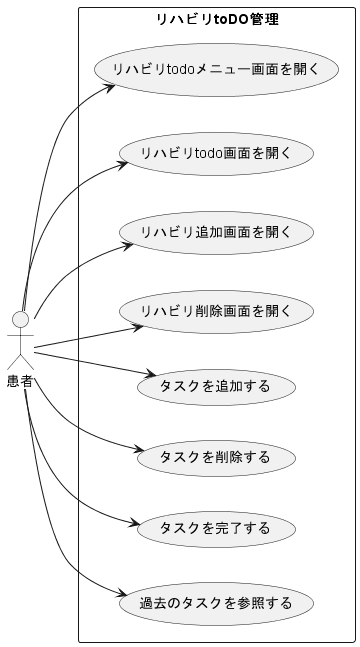 リハビリtoDO管理
リハビリtodoメニュー画面を開く
リハビリtodo画面を開く
リハビリ追加画面を開く
リハビリ削除画面を開く
患者
タスクを追加する
タスクを削除する
タスクを完了する
過去のタスクを参照する